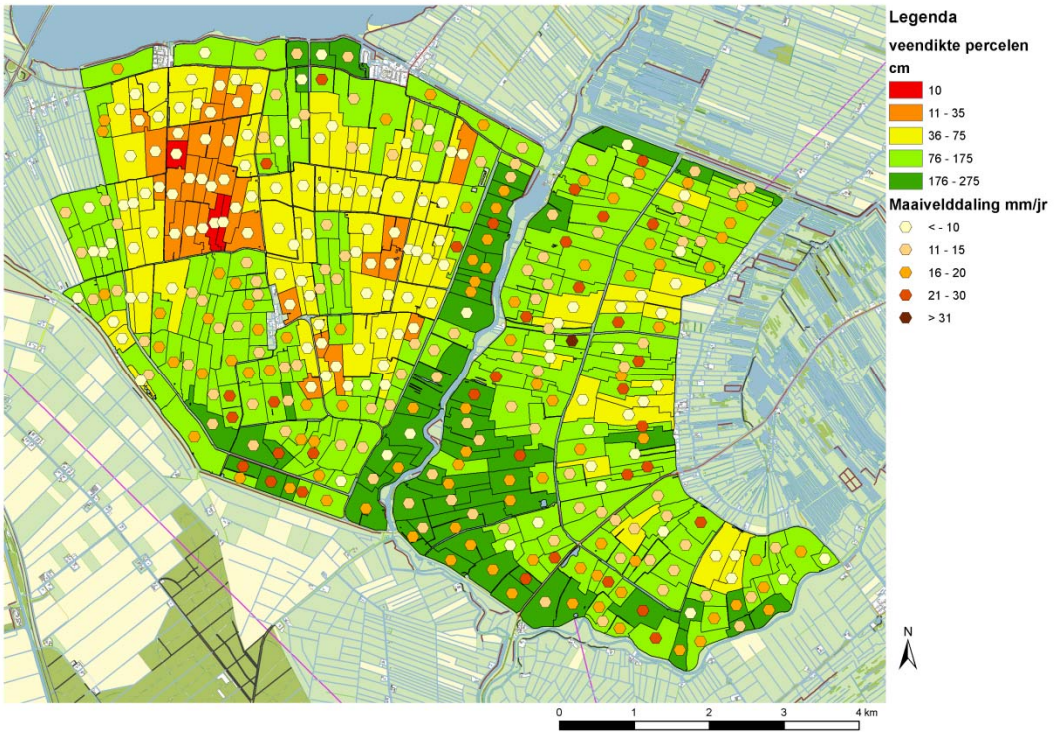 Legenda
veendikte percelen
cm
10
11 - 35
36 - 75
76 - 175
176 - 275
Maaivelddaling mm/jr
< - 10
11 - 15
16 - 20
21 - 30
> 31
N
0 1 2 3 4 km